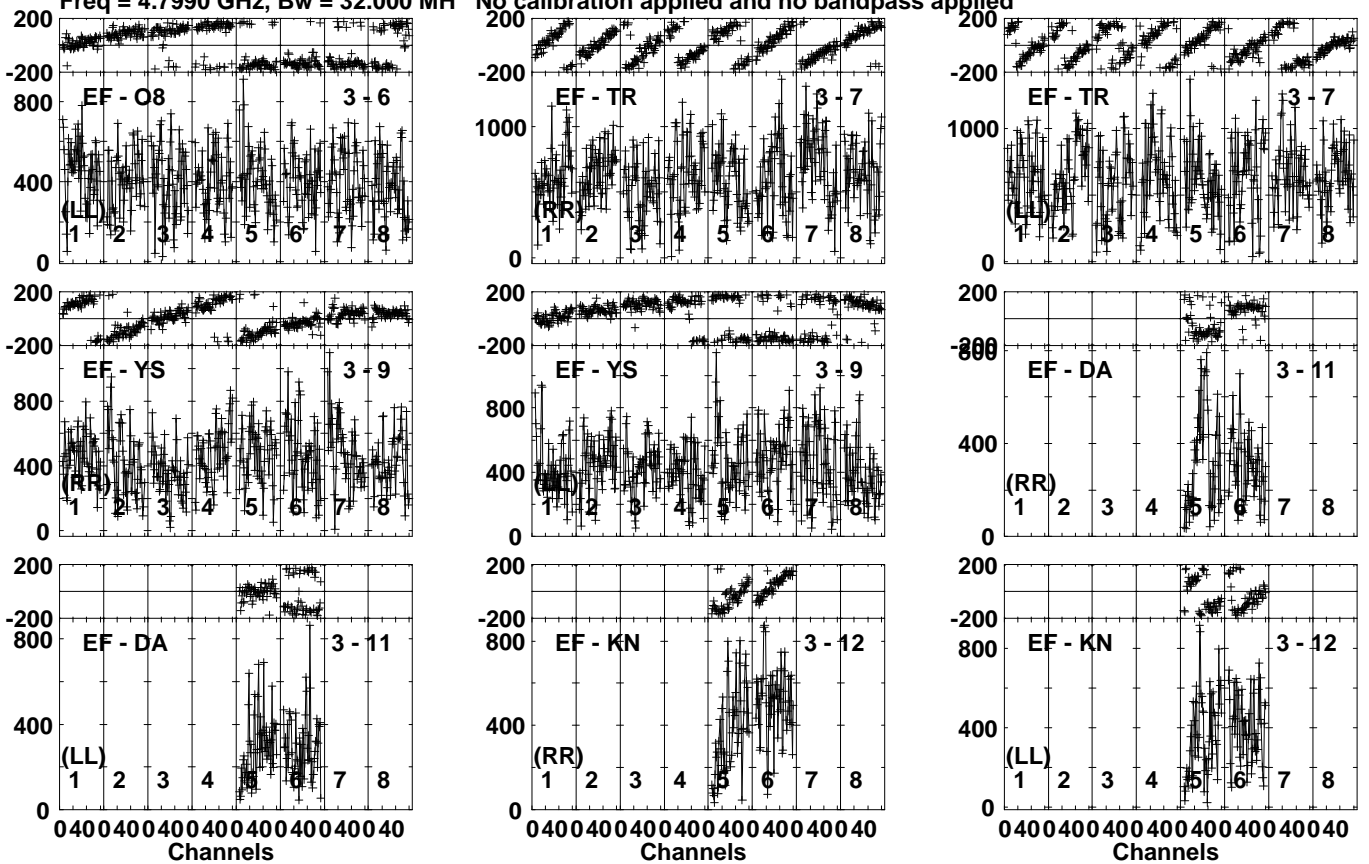 Freq = 4.7990 GHz, Bw = 32.000 MH No calibration applied and no bandpass applied
200 200 200
-200 -200 -200
EF - O8 3 - 6 EF - TR 3 - 7 EF - TR 3 - 7
800 1000 1000
400
(LL) (RR) (LL)
1 2 3 4 5 6 7 8 1 2 3 4 5 6 7 8 1 2 3 4 5 6 7 8
0 0 0
200 200 200
-200 -200 -200
800
EF - YS 3 - 9 EF - YS 3 - 9 EF - DA 3 - 11
800 800
400 400 400
(RR) (LL) (RR)
1 2 3 4 5 6 7 8 1 2 3 4 5 6 7 8 1 2 3 4 5 6 7 8
0 0 0
200 200 200
-200 -200 -200
EF - DA 3 - 11 EF - KN 3 - 12 EF - KN 3 - 12
800 800 800
400 400 400
(LL) (RR) (LL)
1 2 3 4 5 6 7 8 1 2 3 4 5 6 7 8 1 2 3 4 5 6 7 8
0 0 0
0 40 0 40 0 40 0 40 0 40 0 40 0 40 0 40 0 40 0 40 0 40 0 40 0 40 0 40 0 40 0 40 0 40 0 40 0 40 0 40 0 40 0 40 0 40 0 40
Channels Channels Channels